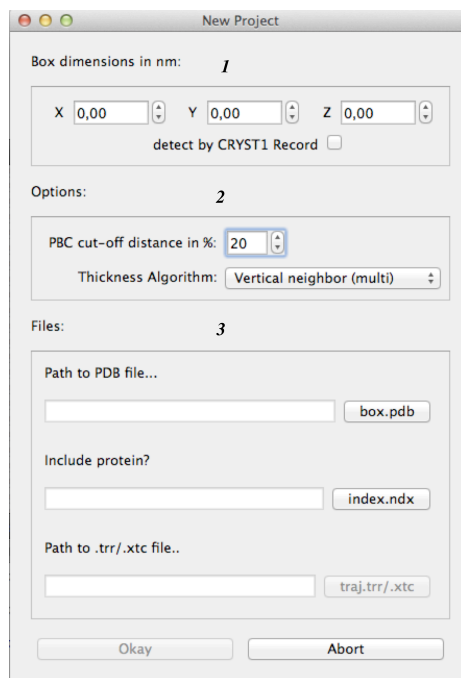 New Project
Box dimensions in nm: 1
X 0,00 Y 0,00 Z 0,00
detect by CRYST1 Record
Options: 2
PBC cut-off distance in %: 20
Thickness Algorithm: Vertical neighbor (multi)
Files: 3
Path to PDB file...
box.pdb
Include protein?
index.ndx
Path to .trr/.xtc file..
traj.trr/.xtc
Okay Abort